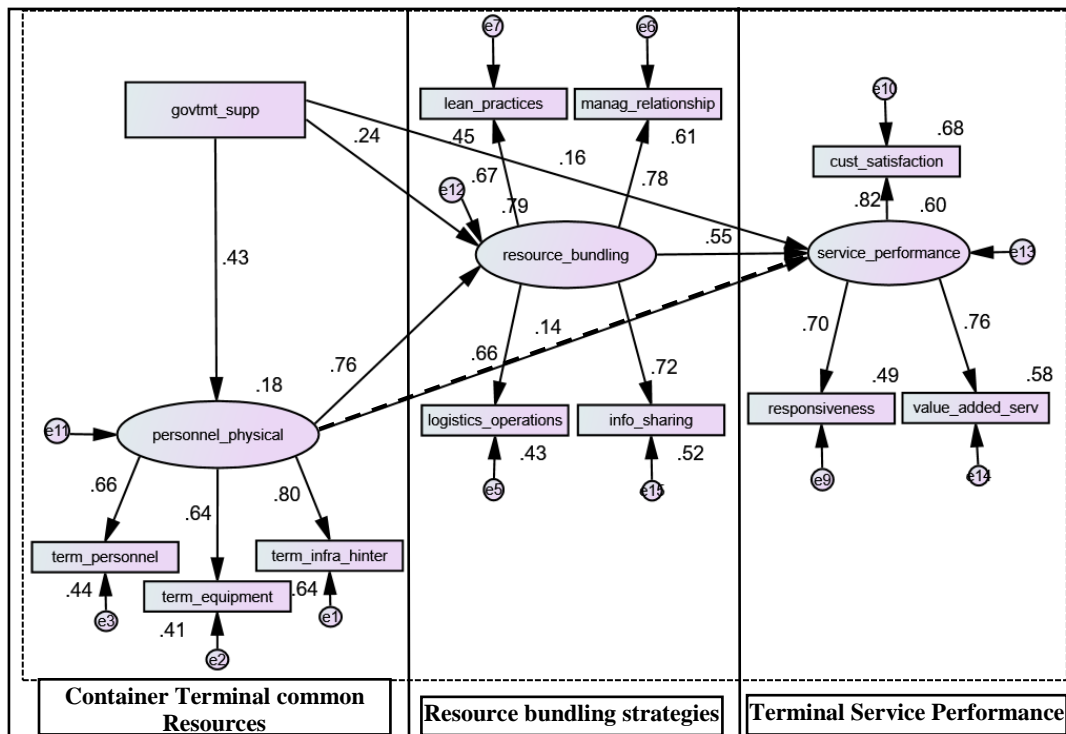 e7
e6
lean_practices
manag_relationship
govtmt_supp
e10
.68
cust_satisfaction
.24
.45
.16
.61
.67
.78
e12
.79
.82
.60
resource_bundling
.55
service_performance
e13
.43
.14
.70
.76
.76
.66
.72
.18
.49
.58
personnel_physical
e11
logistics_operations
info_sharing
responsiveness
value_added_serv
.43
.52
.66
.64
.80
e5
e15
e9
e14
term_personnel
term_infra_hinter
.44
term_equipment
.64
e3
.41
e1
e2
Container Terminal common
Resources
Resource bundling strategies
Terminal Service Performance